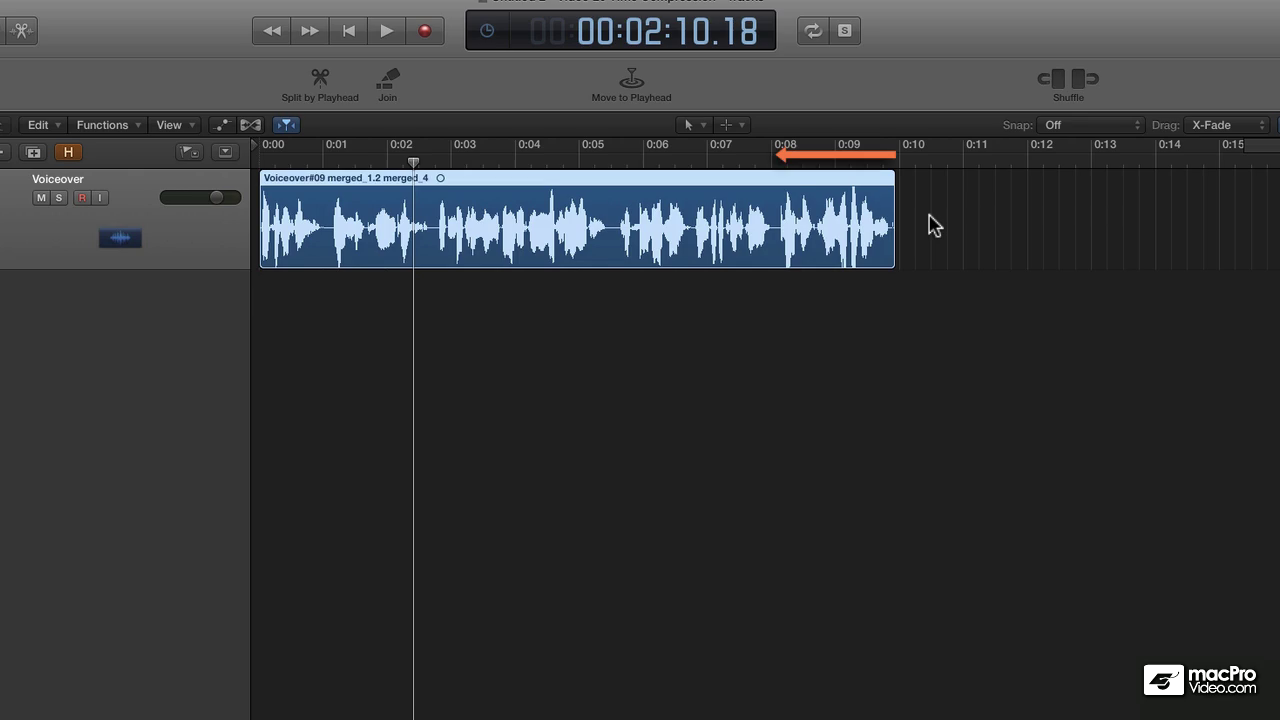 00:02:10.18
S
Split by Playhead
Join
Move to Playhead
Shuffle
Edit
Functions
View
Snap: Off
Drag: X-Fade
H
0:00 0:01 0:02 0:03 0:04 0:05 0:06 0:07 0:08 0:09 0:10 0:11 0:12 0:13 0:14 0:15
Voiceover
M S R I
Voiceover#09 merged_1.2 merged_4
macPro
Video.com